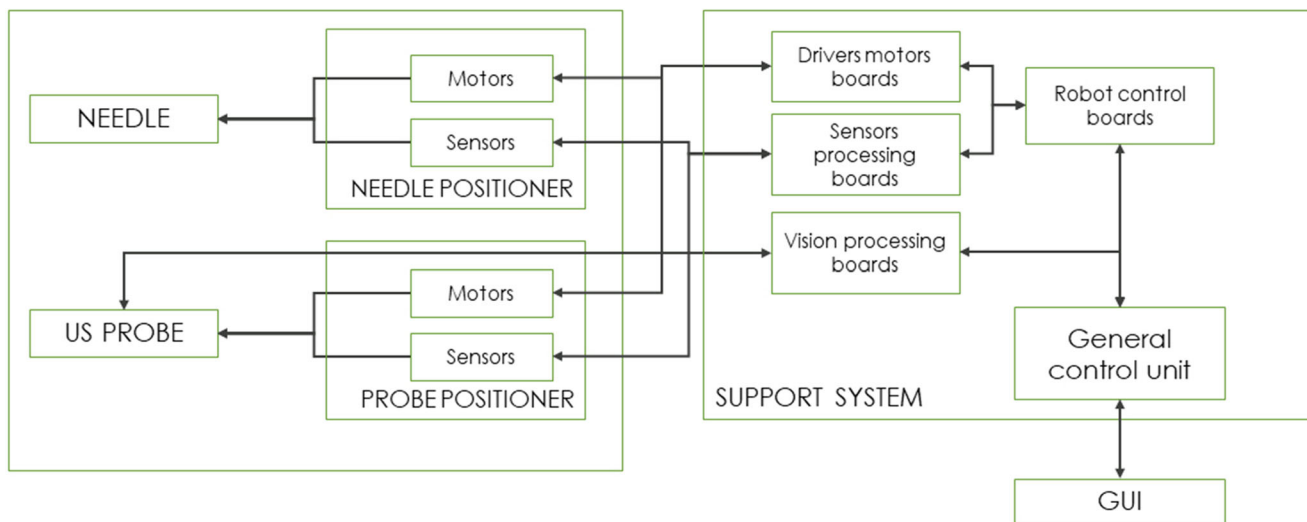 NEEDLE
Motors
Sensors
NEEDLE POSITIONER
US PROBE
Motors
Sensors
PROBE POSITIONER
Drivers motors
boards
Sensors
processing
boards
Vision processing
boards
Robot control
boards
General
control unit
SUPPORT SYSTEM
GUI